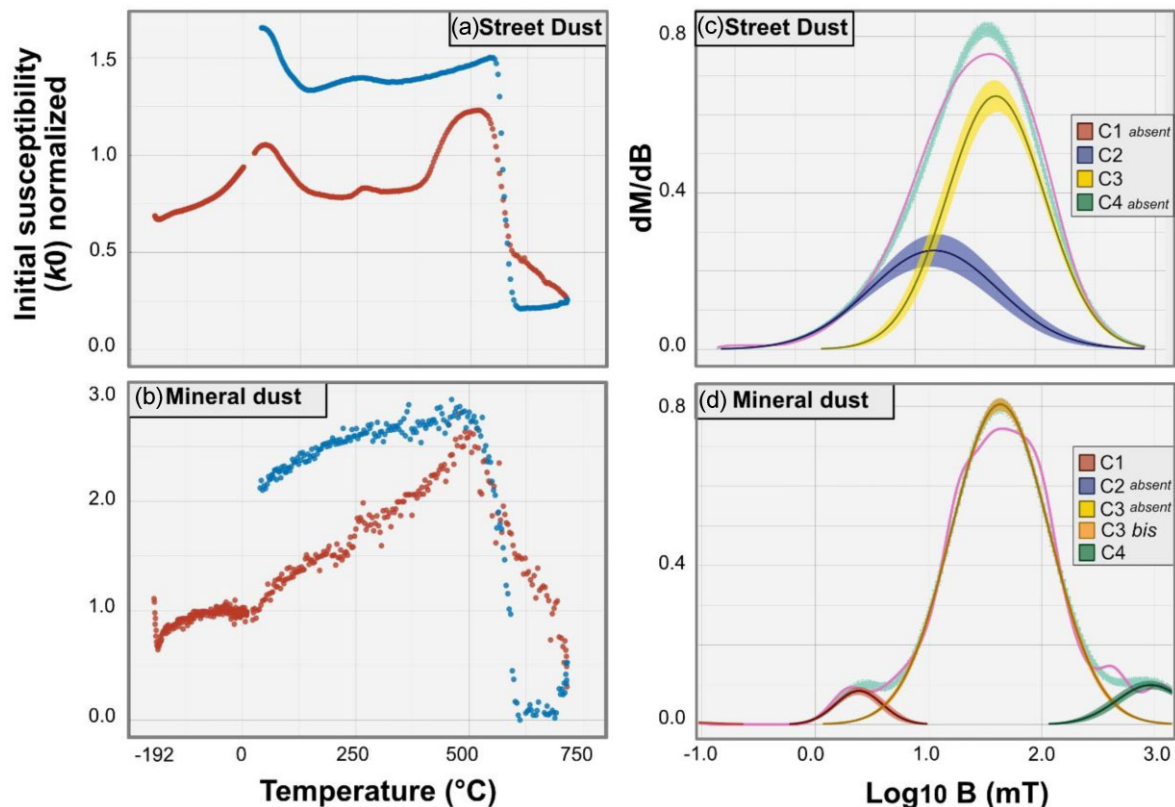 Initial susceptibility
(k0) normalized
(a) Street Dust
1.5
1.0
0.5
0.0
(b) Mineral dust
3.0
2.0
1.0
0.0
-192
0
250
500
750
Temperature (°C)
dM/dB
(c) Street Dust
0.8
0.4
0.0
C1 absent
C2
C3
C4 absent
(d) Mineral dust
0.8
0.4
0.0
C1
C2 absent
C3 absent
C3 bis
C4
-1.0
0.0
1.0
2.0
3.0
Log10 B (mT)